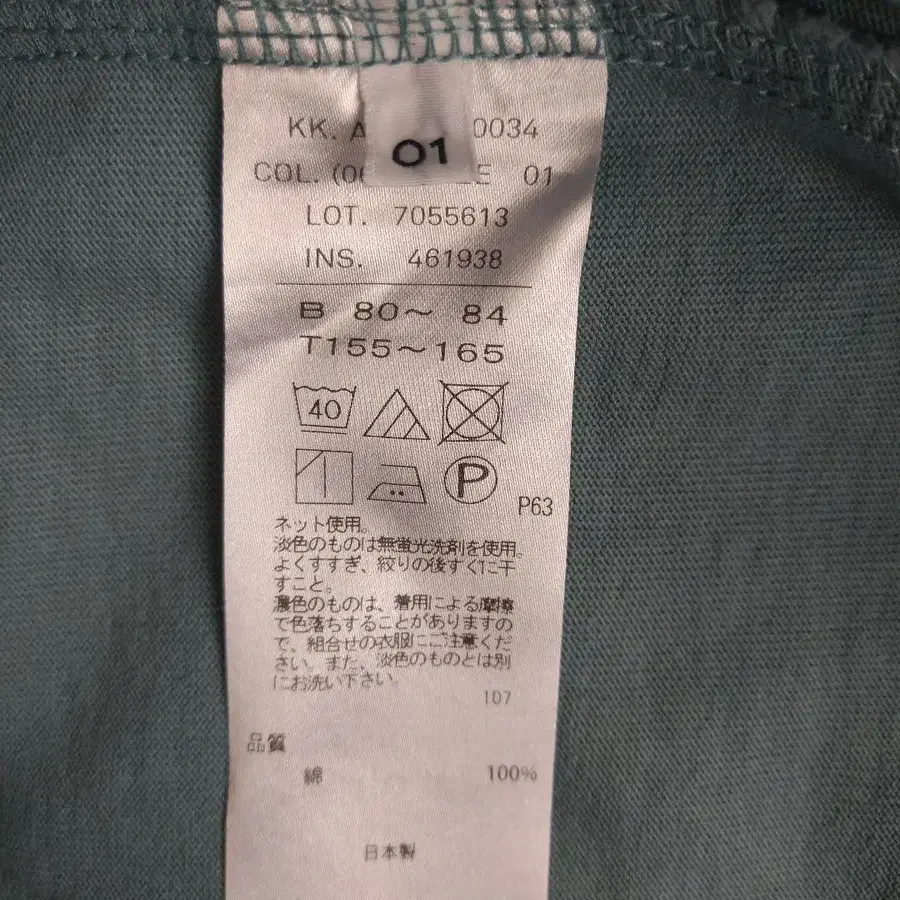 KK. A 0034
01
COL. (0 E 01
LOT. 7055613
INS. 461938
B 80～ 84
T155～165
40
P
P63
ネット使用。
淡色のものは無蛍光洗剤を使用。
よくすすぎ、絞りの後すぐに干
すこと。
濃色のものは、着用による摩擦
で色落ちすることがありますの
で、組合せの衣服にご注意くだ
さい。また、淡色のものとは別
にお洗い下さい。
107
品質
綿 100%
日本製